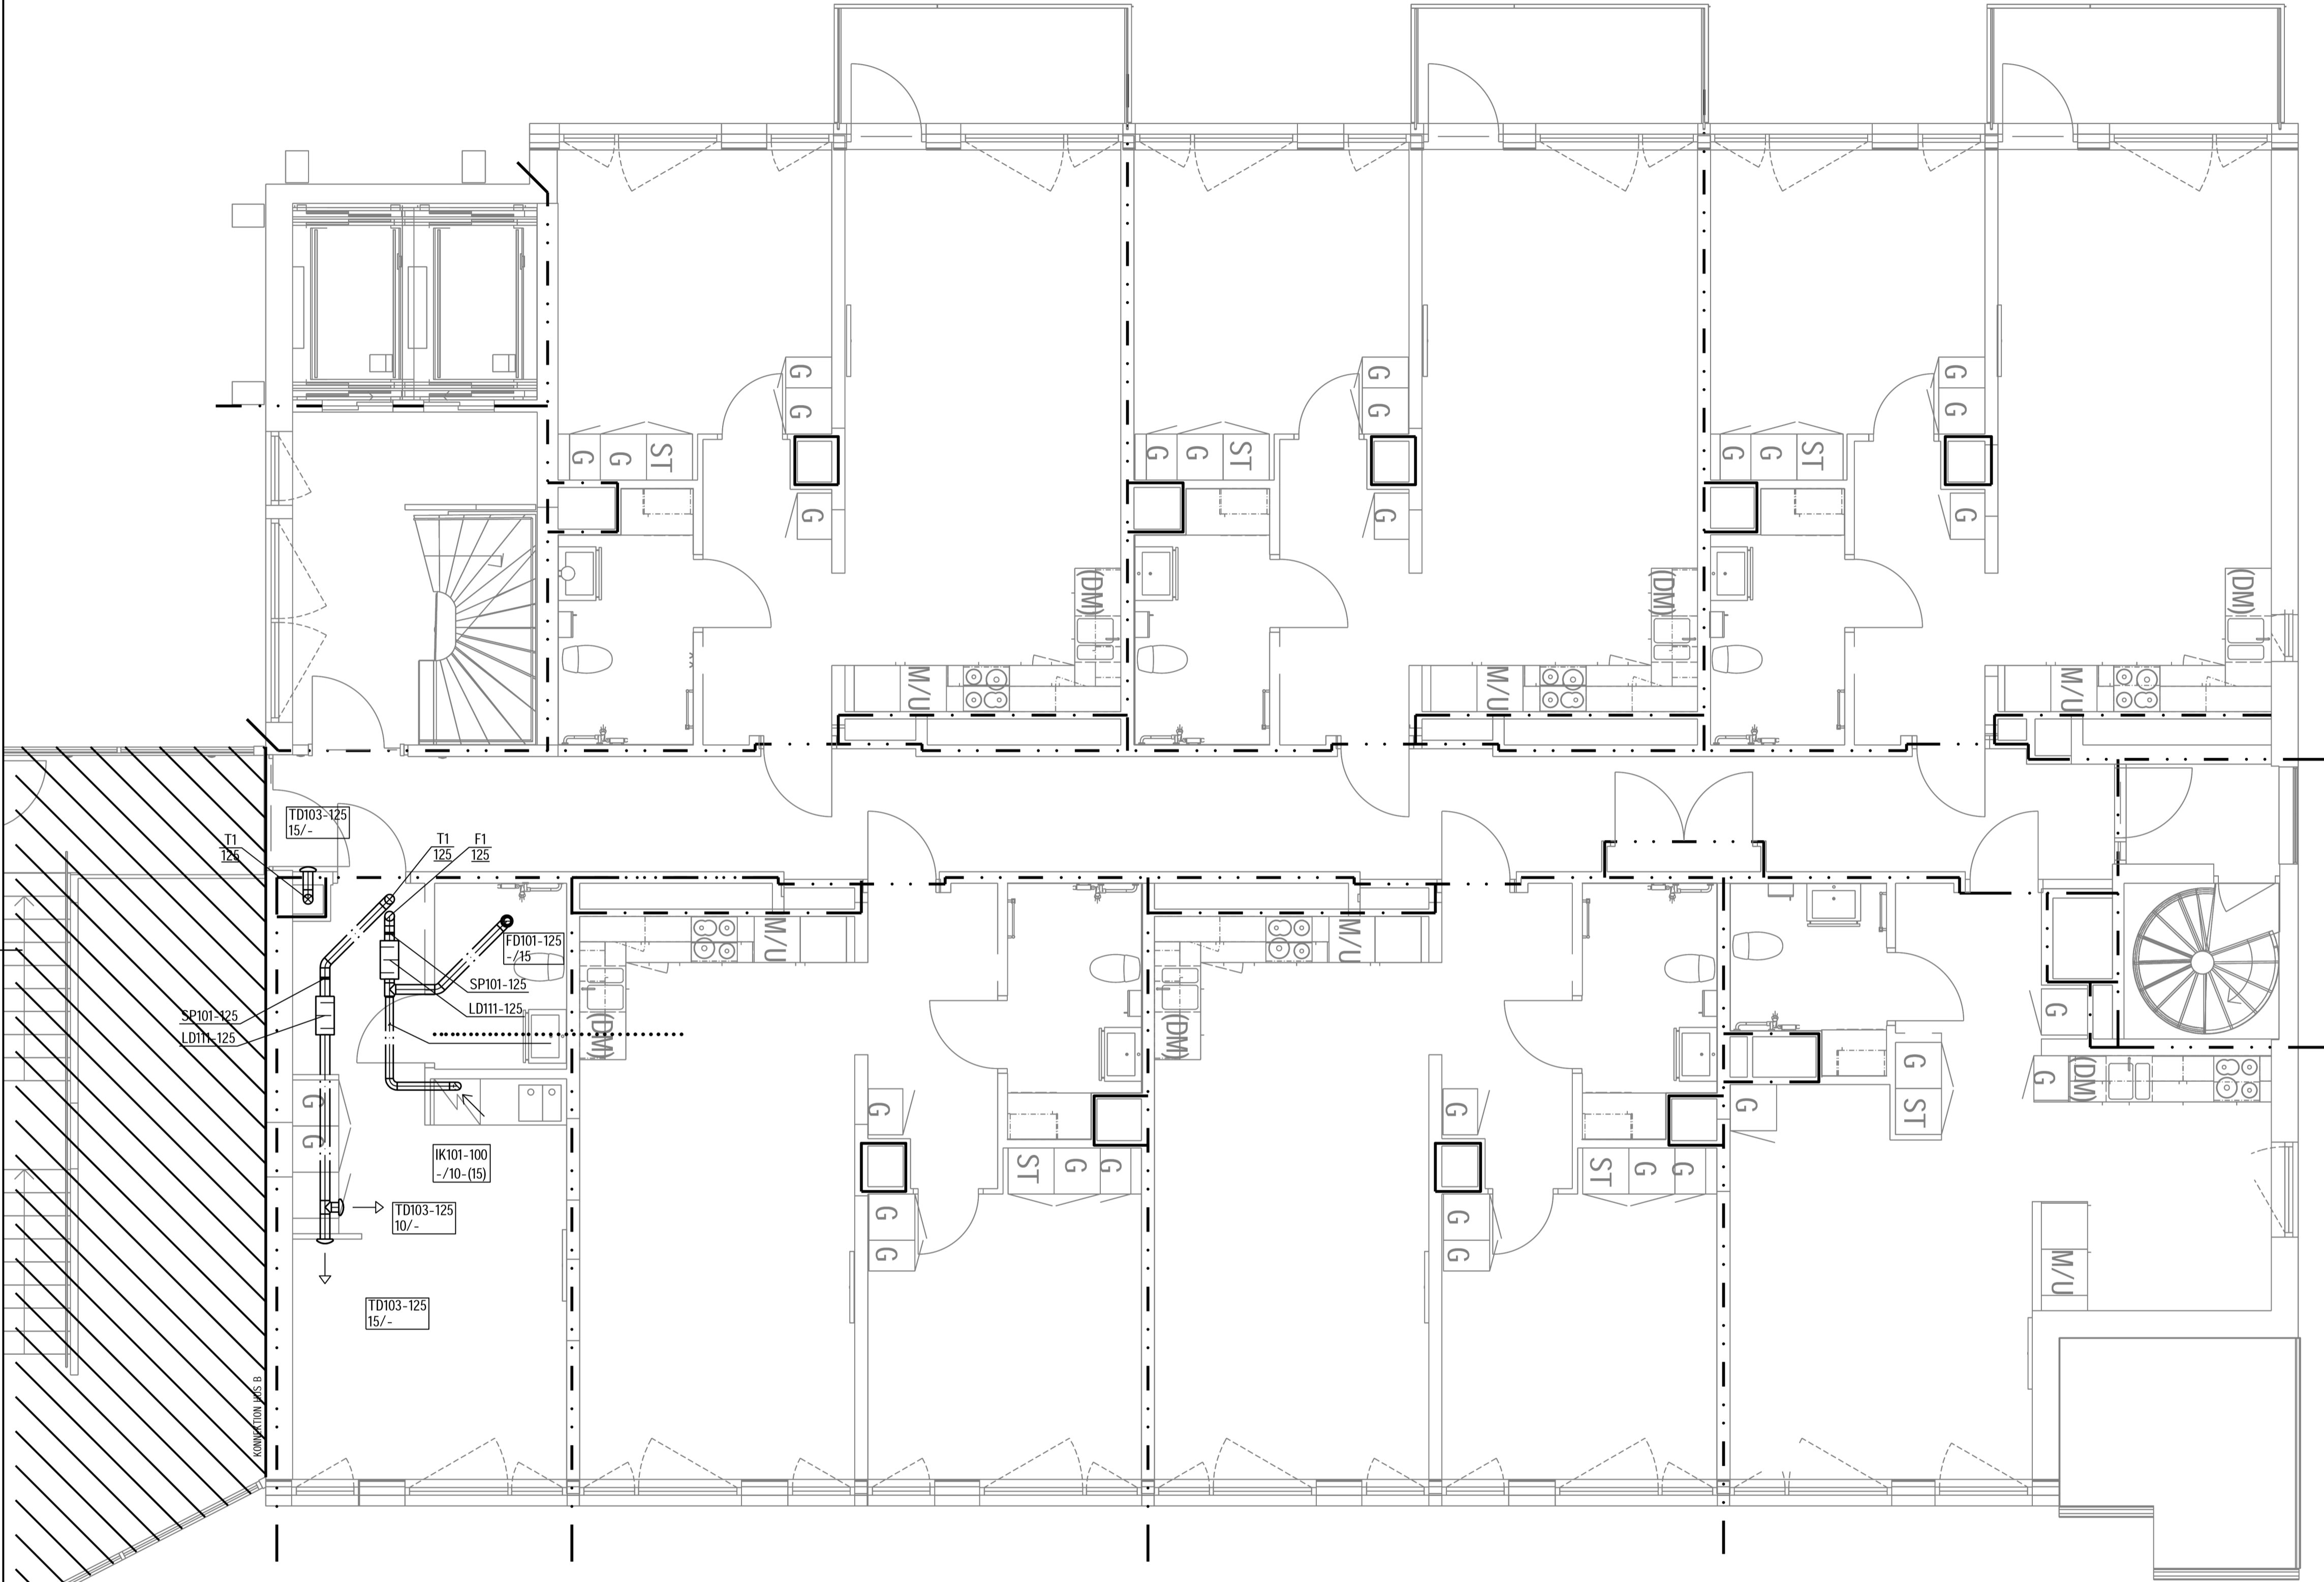 G
G
G
G
G
G
G
G
ST
G
G
ST
G
G
ST
G
G
G
(DM)
(DM)
(DM)
M/U
M/U
M/U
TD103-125
15/-
T1
125
T1
125
F1
125
FD101-125
-/15
SP101-125
LD111-125
SP101-125
LD111-125
M/U
M/U
(DM)
(DM)
G
G
G
(DM)
G
ST
G
G
G
G
G
IK101-100
-/10-(15)
ST
G
G
ST
G
G
TD103-125
10/-
G
G
G
G
M/U
TD103-125
15/-
KONNEKTION HUS B